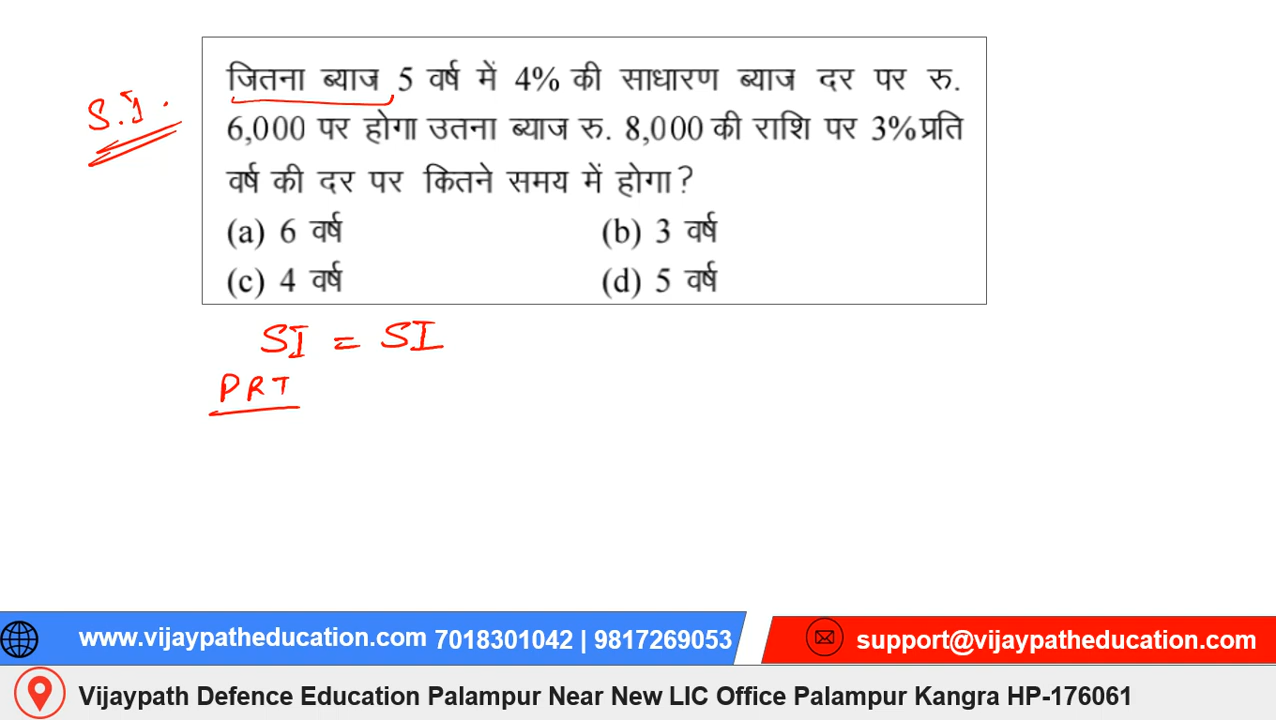 जितना ब्याज 5 वर्ष में 4% की साधारण ब्याज दर पर रु.
S.I.
6,000 पर होगा उतना ब्याज रु. 8,000 की राशि पर 3% प्रति
वर्ष की दर पर कितने समय में होगा?
(a) 6 वर्ष (b) 3 वर्ष
(c) 4 वर्ष (d) 5 वर्ष
SI = SI
PRT
www.vijaypatheducation.com 7018301042 | 9817269053 support@vijaypatheducation.com
Vijaypath Defence Education Palampur Near New LIC Office Palampur Kangra HP-176061